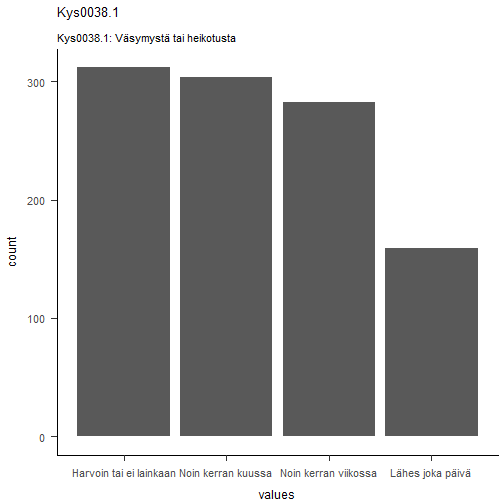 Kys0038.1
Kys0038.1: Väsymystä tai heikotusta
300
200
100
0
count
Harvoin tai ei lainkaan Noin kerran kuussa Noin kerran viikossa Lähes joka päivä
values